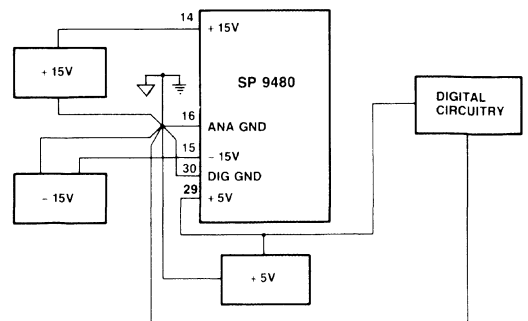 14
+ 15V
+ 15V
SP 9480
DIGITAL
CIRCUITRY
16
ANA GND
15
- 15V
30
DIG GND
29
+ 5V
- 15V
+ 5V